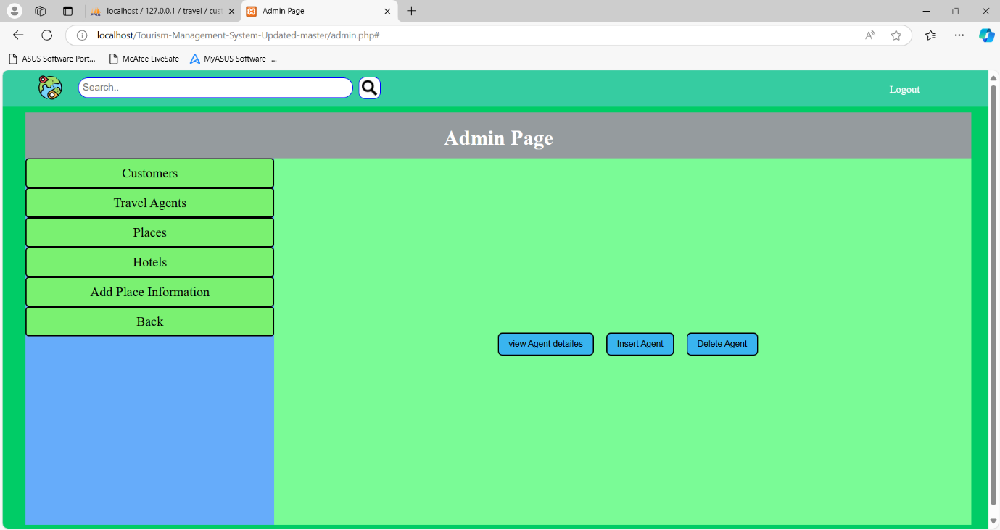 localhost / 127.0.0.1 / travel / cust
Admin Page
localhost/Tourism-Management-System-Updated-master/admin.php#
ASUS Software Port... McAfee LiveSafe MyASUS Software -...
Search..
Logout
Admin Page
Customers
Travel Agents
Places
Hotels
Add Place Information
Back
view Agent detailes Insert Agent Delete Agent